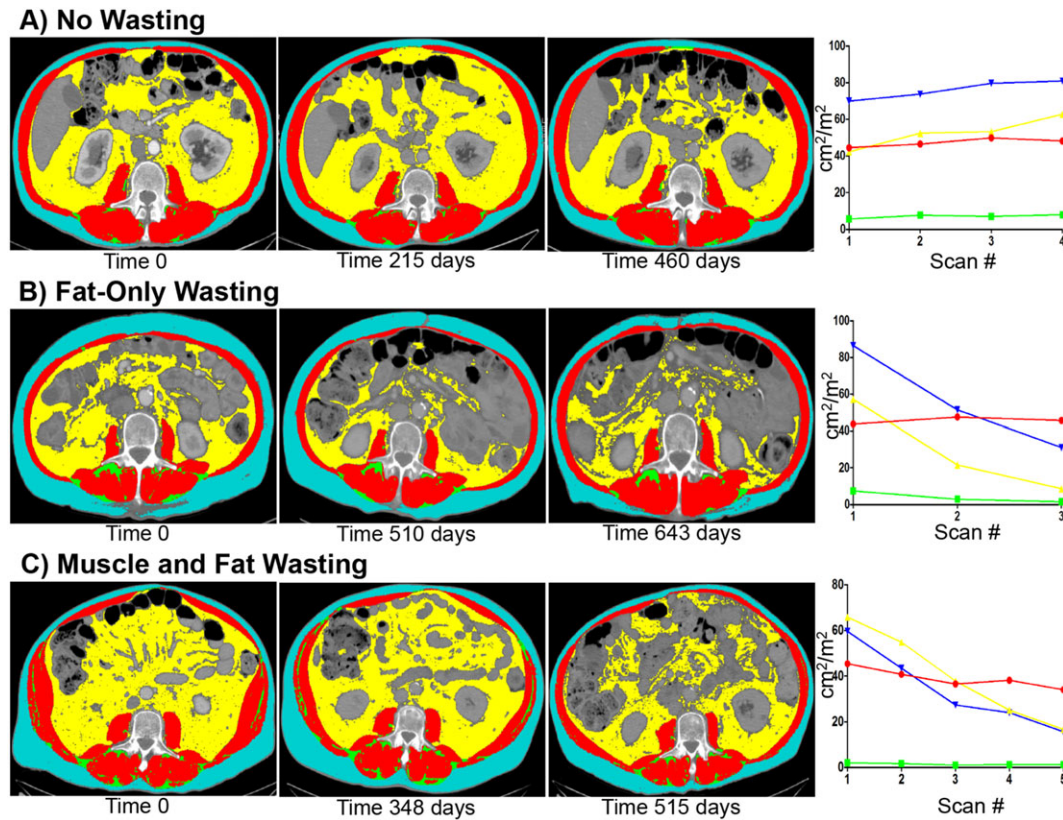 A) No Wasting
Time 0
Time 215 days
Time 460 days
cm²/m²
100
80
60
40
20
0
1
2
3
4
Scan #
B) Fat-Only Wasting
Time 0
Time 510 days
Time 643 days
cm²/m²
100
80
60
40
20
0
1
2
3
Scan #
C) Muscle and Fat Wasting
Time 0
Time 348 days
Time 515 days
cm²/m²
80
60
40
20
0
1
2
3
4
5
Scan #